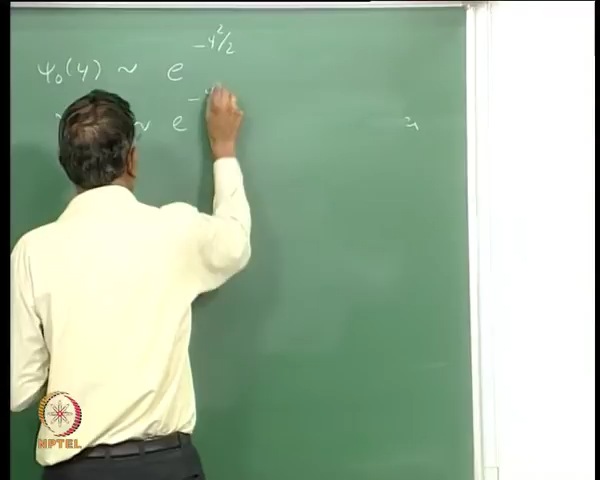 ψ₀(y) ~ e^{-y²/2}
~ e^{-y
NPTEL